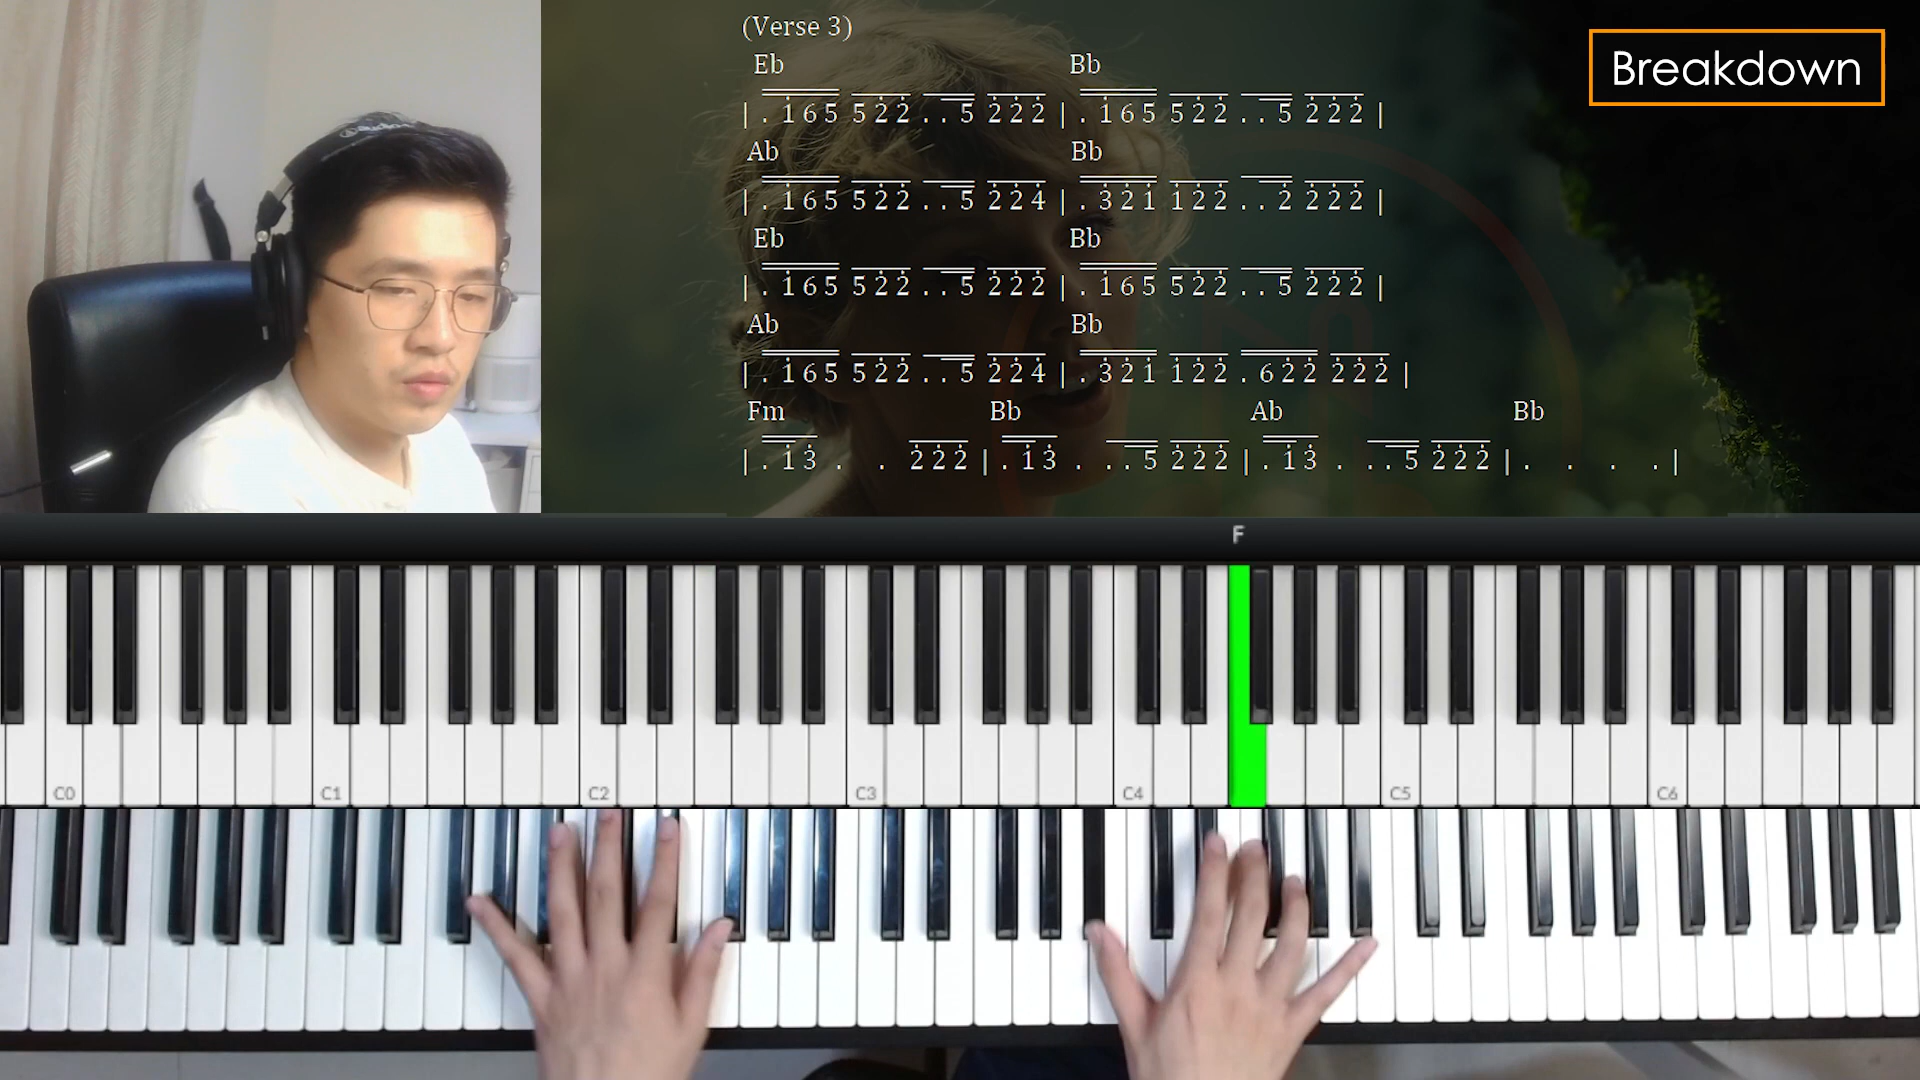 (Verse 3)
Breakdown
Eb Bb
| . 1̇ 6 5 5 2̇ 2̇ . . 5 2̇ 2̇ 2̇ | . 1̇ 6 5 5 2̇ 2̇ . . 5 2̇ 2̇ 2̇ |
Ab Bb
| . 1̇ 6 5 5 2̇ 2̇ . . 5 2̇ 2̇ 4̇ | . 3̇ 2̇ 1̇ 1̇ 2̇ 2̇ . . 2̇ 2̇ 2̇ 2̇ |
Eb Bb
| . 1̇ 6 5 5 2̇ 2̇ . . 5 2̇ 2̇ 2̇ | . 1̇ 6 5 5 2̇ 2̇ . . 5 2̇ 2̇ 2̇ |
Ab Bb
| . 1̇ 6 5 5 2̇ 2̇ . . 5 2̇ 2̇ 4̇ | . 3̇ 2̇ 1̇ 1̇ 2̇ 2̇ . 6 2̇ 2̇ 2̇ 2̇ 2̇ |
Fm Bb Ab Bb
| . 1̇ 3̇ . . 2̇ 2̇ 2̇ | . 1̇ 3̇ . . . 5 2̇ 2̇ 2̇ | . 1̇ 3̇ . . . 5 2̇ 2̇ 2̇ | . . . . |
F
C0 C1 C2 C3 C4 C5 C6